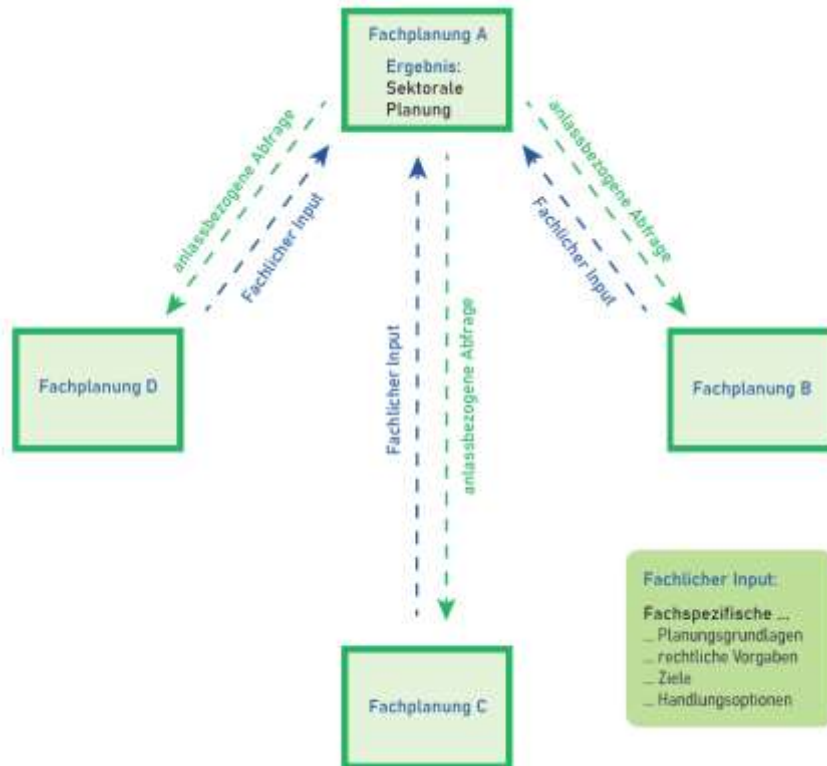 Fachplanung A
Ergebnis:
Sektorale
Planung
anlassbezogene Abfrage
Fachlicher Input
Fachlicher Input
anlassbezogene Abfrage
Fachlicher Input
anlassbezogene Abfrage
Fachplanung D
Fachplanung B
Fachplanung C
Fachlicher Input:
Fachspezifische ...
... Planungsgrundlagen
... rechtliche Vorgaben
... Ziele
... Handlungsoptionen